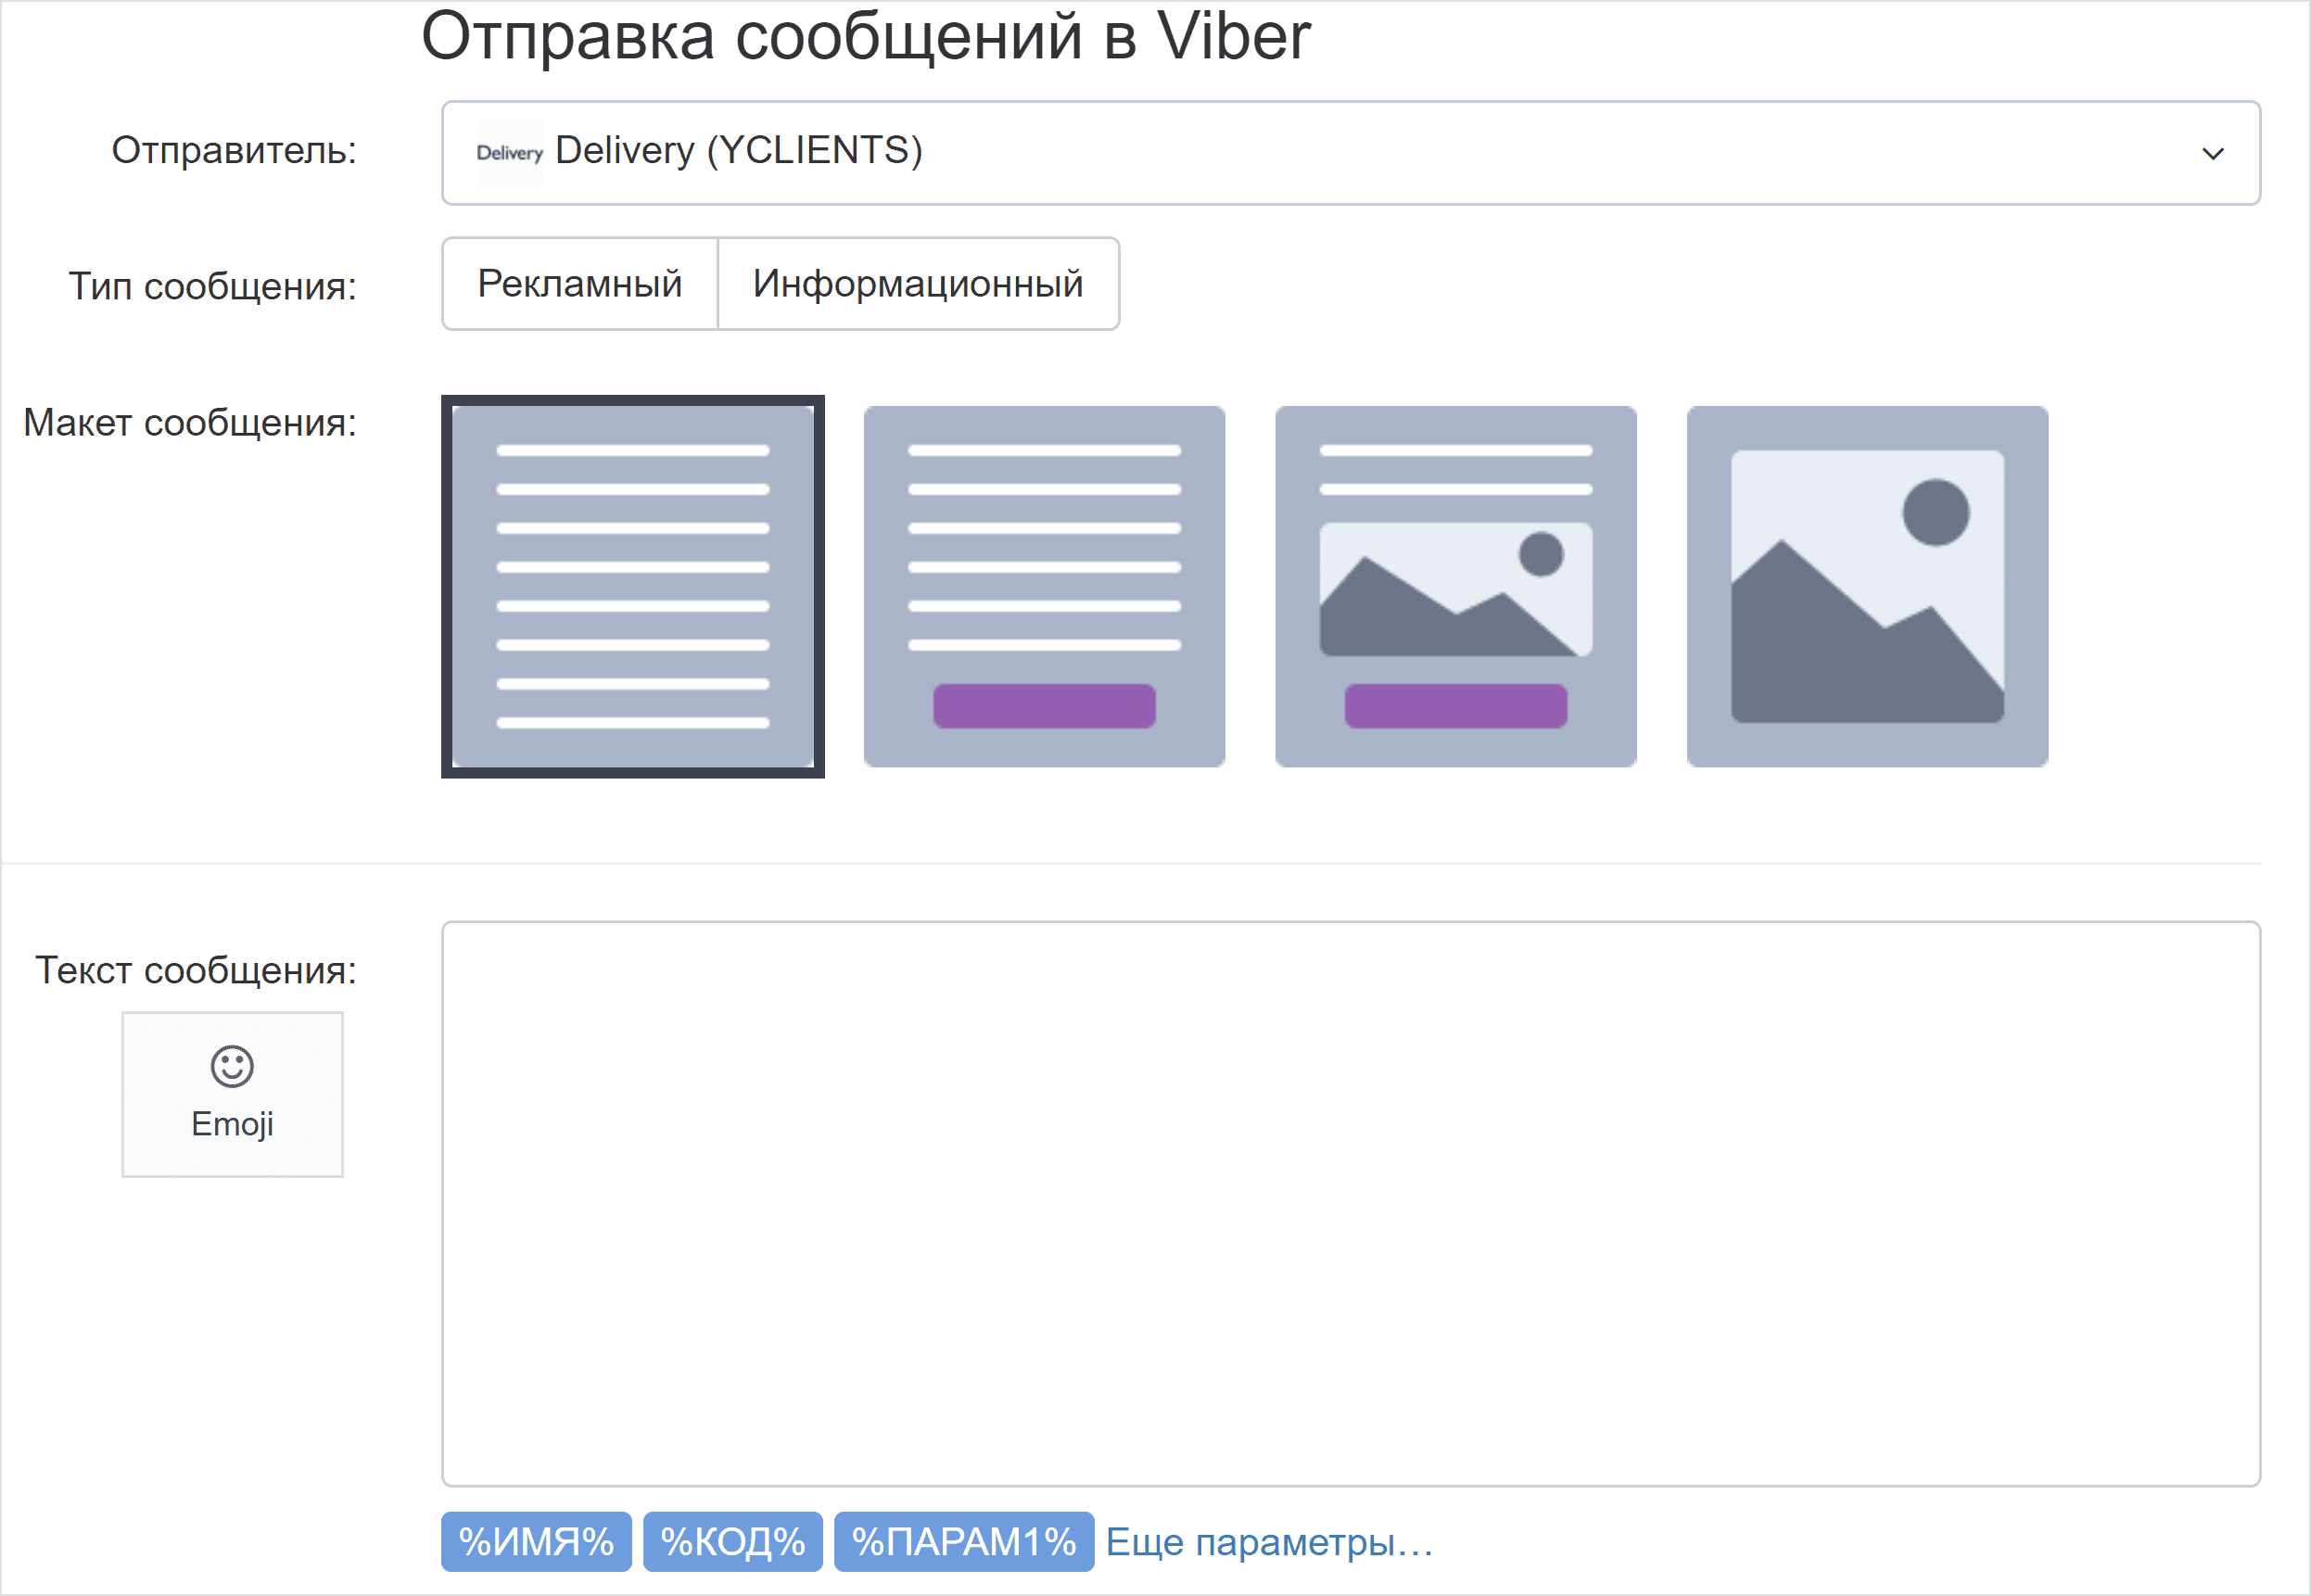 Отправка сообщений в Viber
Отправитель:
Delivery Delivery (YCLIENTS)
Тип сообщения:
Рекламный Информационный
Макет сообщения:
Текст сообщения:
Emoji
%ИМЯ% %КОД% %ПАРАМ1% Еще параметры...